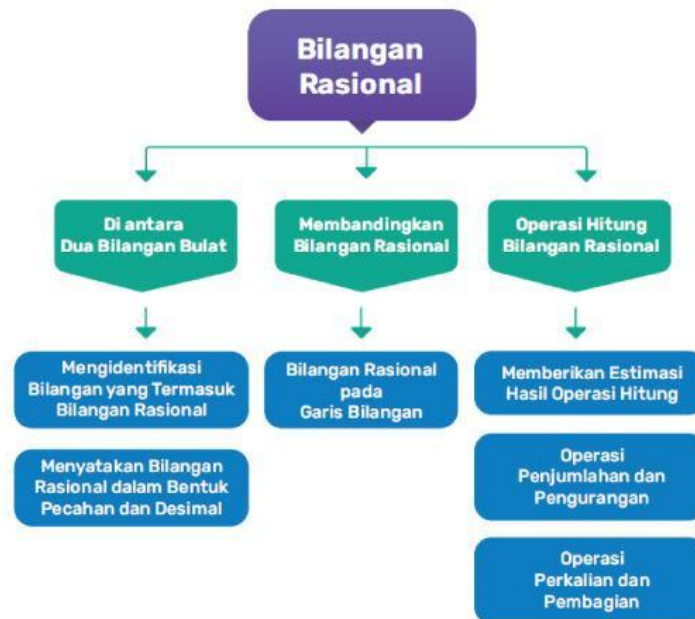 Bilangan
Rasional
Di antara
Dua Bilangan Bulat
Membandingkan
Bilangan Rasional
Operasi Hitung
Bilangan Rasional
Mengidentifikasi
Bilangan yang Termasuk
Bilangan Rasional
Bilangan Rasional
pada
Garis Bilangan
Memberikan Estimasi
Hasil Operasi Hitung
Menyatakan Bilangan
Rasional dalam Bentuk
Pecahan dan Desimal
Operasi
Penjumlahan dan
Pengurangan
Operasi
Perkalian dan
Pembagian